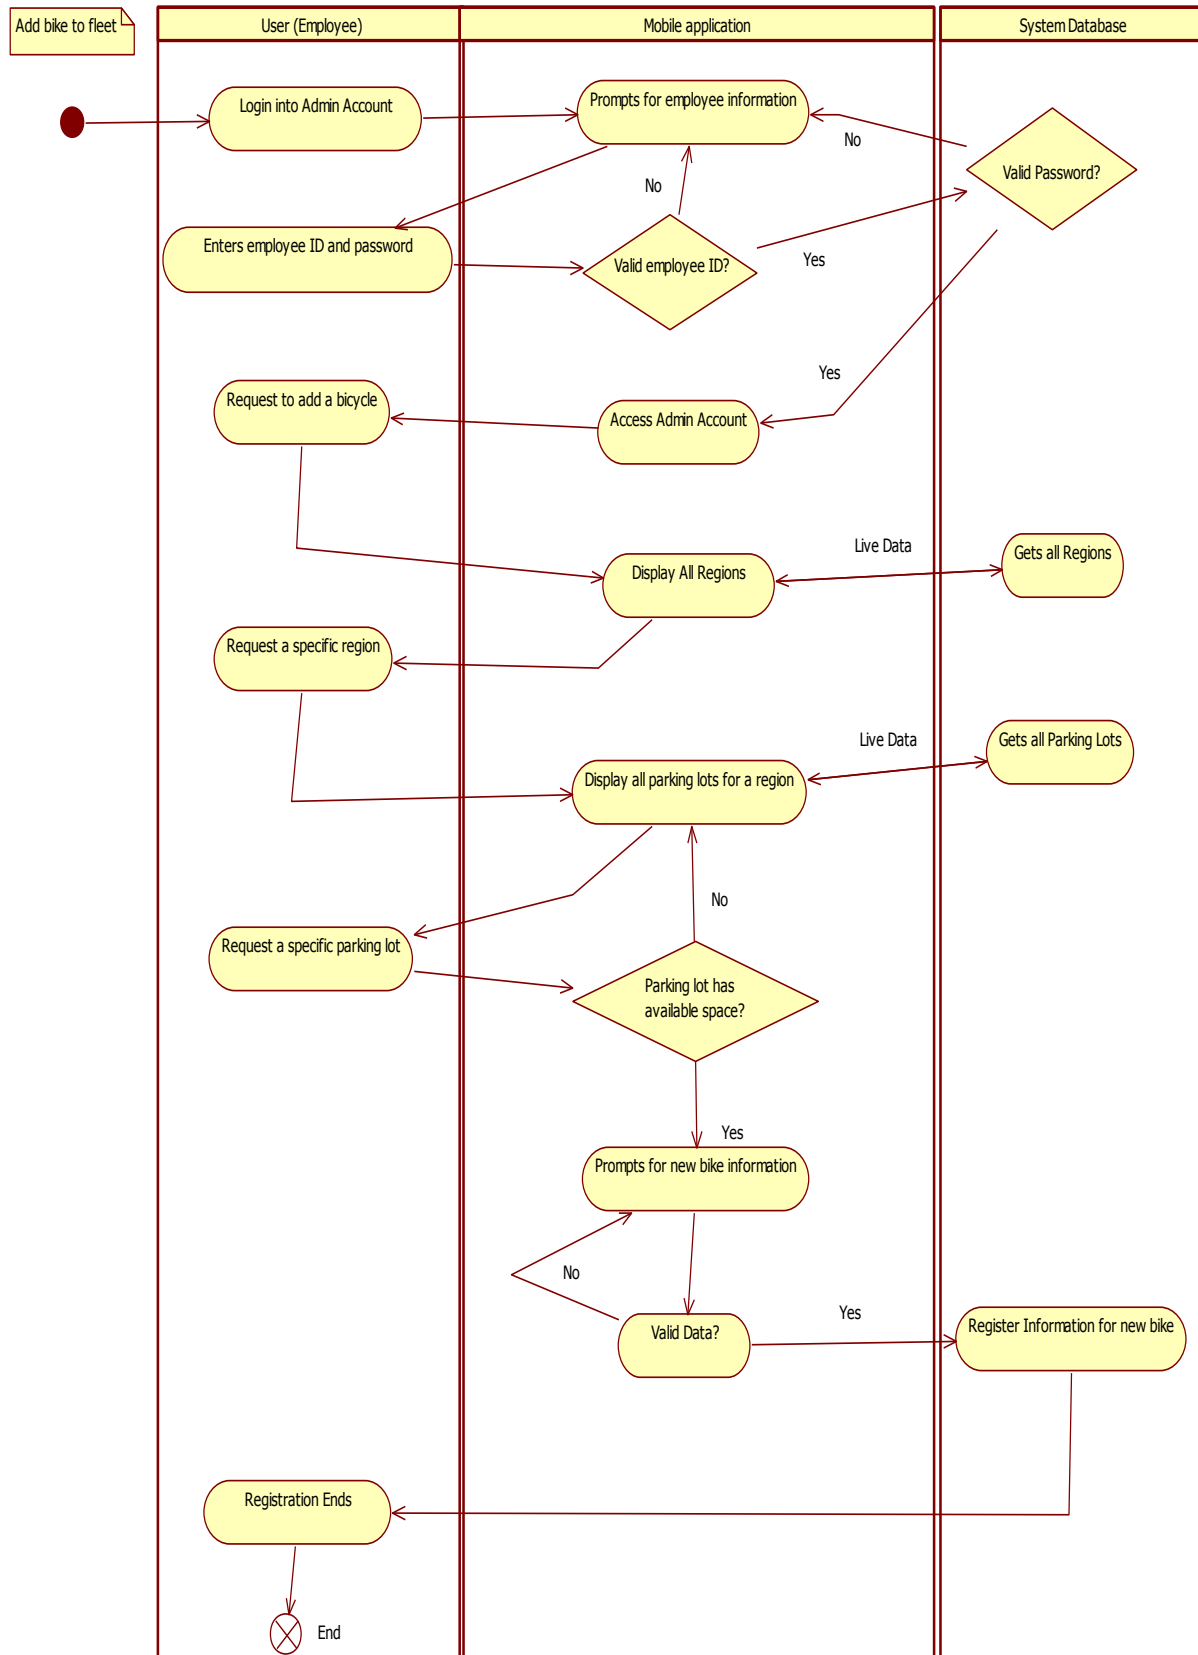 Add bike to fleet
User (Employee)
Mobile application
System Database
Login into Admin Account
Prompts for employee information
No
Valid Password?
No
Enters employee ID and password
Valid employee ID?
Yes
Yes
Request to add a bicycle
Access Admin Account
Live Data
Gets all Regions
Display All Regions
Request a specific region
Live Data
Gets all Parking Lots
Display all parking lots for a region
No
Request a specific parking lot
Parking lot has
available space?
Yes
Prompts for new bike information
No
Valid Data?
Yes
Register Information for new bike
Registration Ends
End